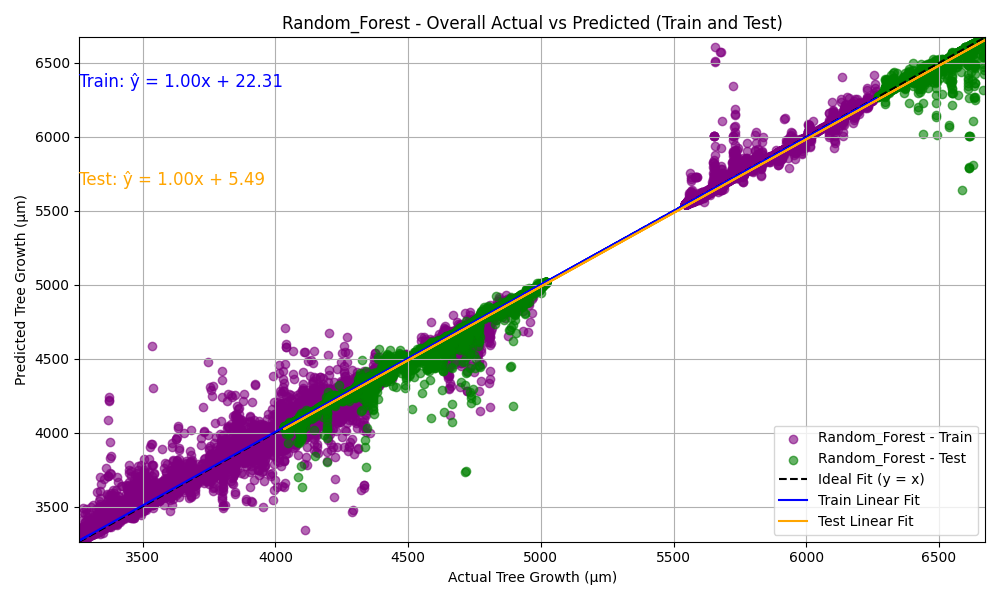 Random_Forest - Overall Actual vs Predicted (Train and Test)
Train: ŷ = 1.00x + 22.31
Test: ŷ = 1.00x + 5.49
Predicted Tree Growth (μm)
6500
6000
5500
5000
4500
4000
3500
Random_Forest - Train
Random_Forest - Test
Ideal Fit (y = x)
Train Linear Fit
Test Linear Fit
3500 4000 4500 5000 5500 6000 6500
Actual Tree Growth (μm)